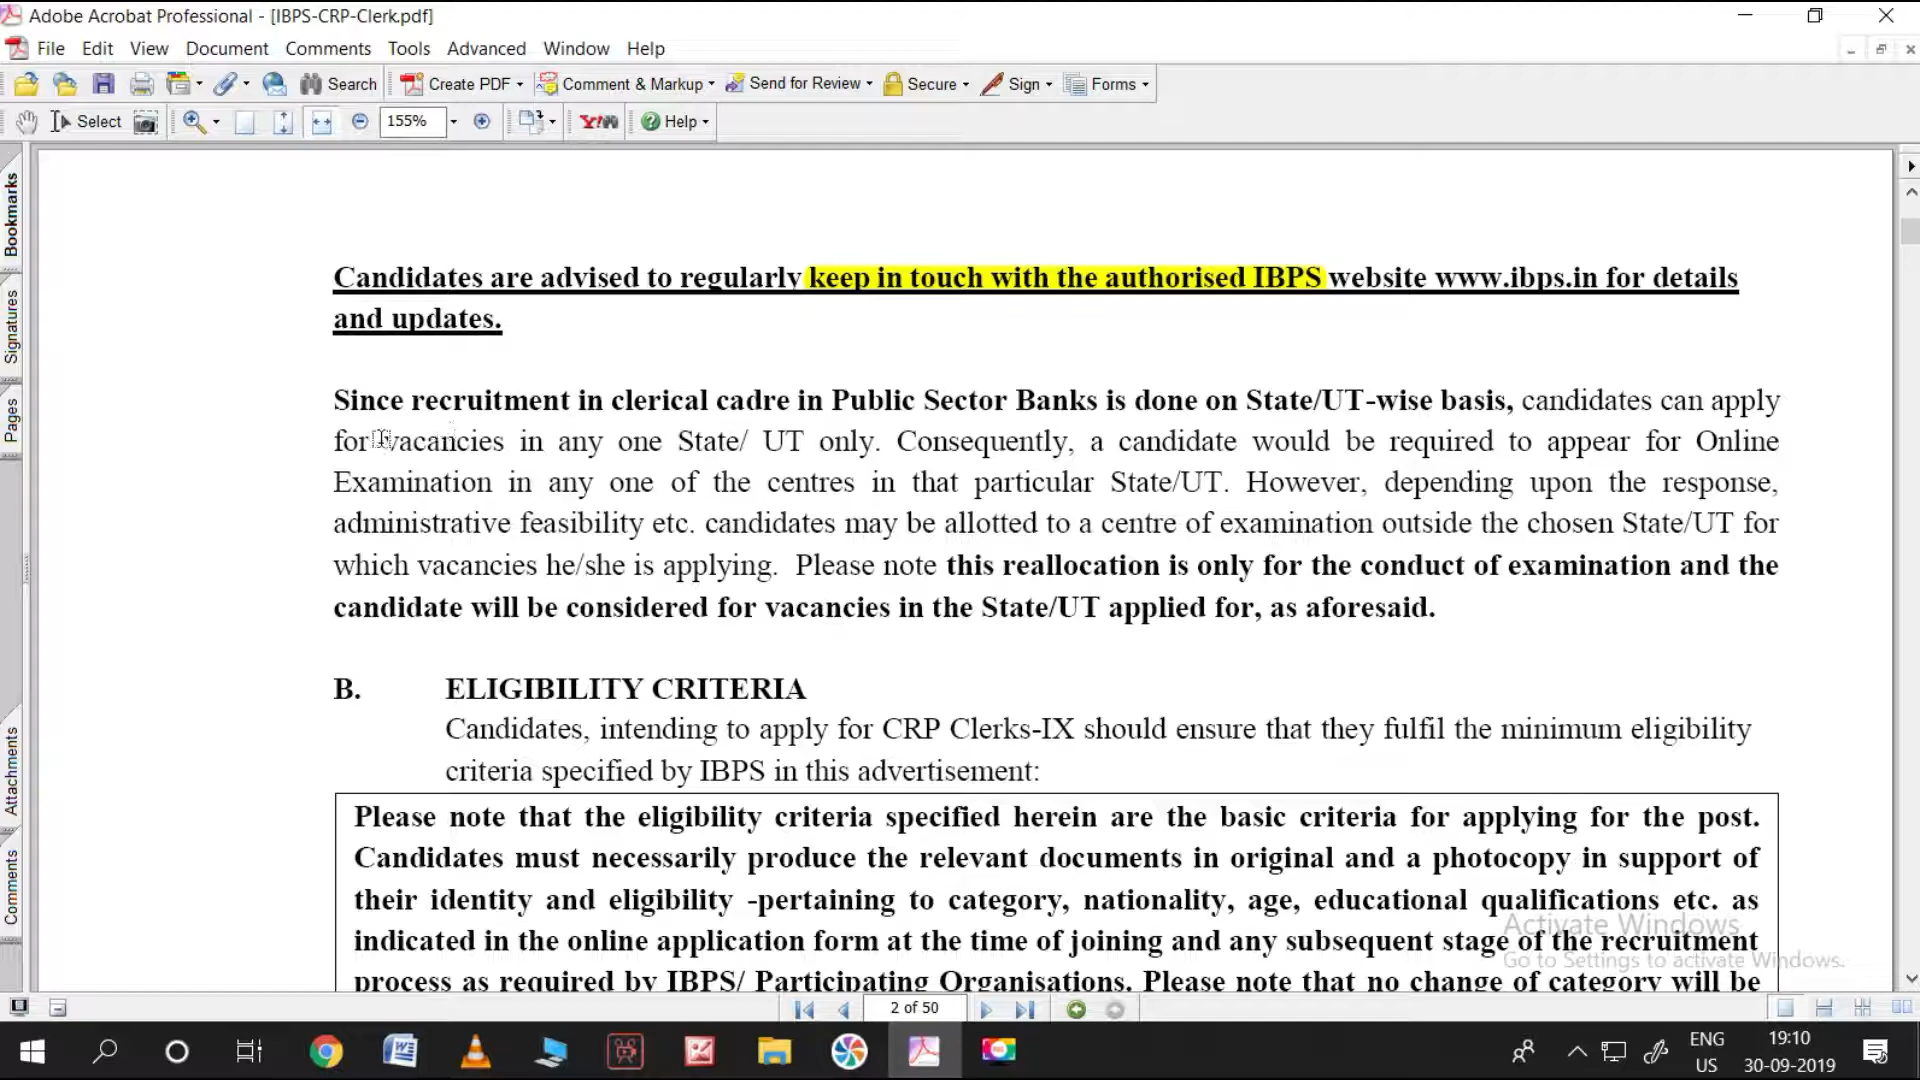 Adobe Acrobat Professional - [IBPS-CRP-Clerk.pdf]
File Edit View Document Comments Tools Advanced Window Help
Search Create PDF Comment & Markup Send for Review Secure Sign Forms
Select 155% Y! Help
Bookmarks
Signatures
Pages
Attachments
Comments
Candidates are advised to regularly keep in touch with the authorised IBPS website www.ibps.in for details
and updates.
Since recruitment in clerical cadre in Public Sector Banks is done on State/UT-wise basis, candidates can apply
for vacancies in any one State/ UT only. Consequently, a candidate would be required to appear for Online
Examination in any one of the centres in that particular State/UT. However, depending upon the response,
administrative feasibility etc. candidates may be allotted to a centre of examination outside the chosen State/UT for
which vacancies he/she is applying. Please note this reallocation is only for the conduct of examination and the
candidate will be considered for vacancies in the State/UT applied for, as aforesaid.
B. ELIGIBILITY CRITERIA
Candidates, intending to apply for CRP Clerks-IX should ensure that they fulfil the minimum eligibility
criteria specified by IBPS in this advertisement:
Please note that the eligibility criteria specified herein are the basic criteria for applying for the post.
Candidates must necessarily produce the relevant documents in original and a photocopy in support of
their identity and eligibility -pertaining to category, nationality, age, educational qualifications etc. as
indicated in the online application form at the time of joining and any subsequent stage of the recruitment
process as required by IBPS/ Participating Organisations. Please note that no change of category will be
Activate Windows
Go to Settings to activate Windows.
2 of 50
ENG
US
19:10
30-09-2019